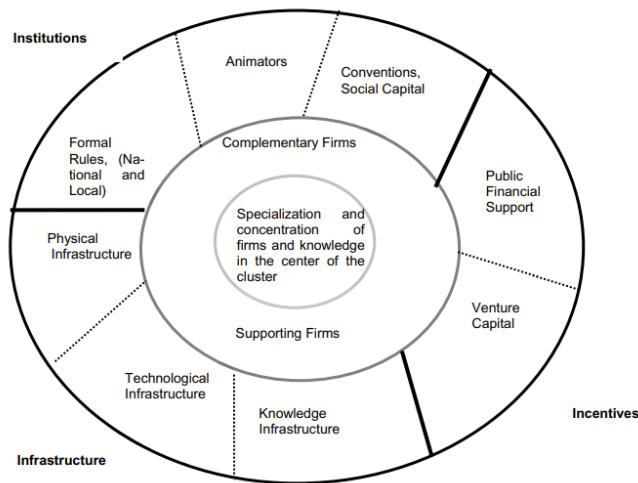 Institutions
Animators
Conventions,
Social Capital
Formal
Rules, (Na-
tional and
Local)
Complementary Firms
Public
Financial
Support
Specialization and
concentration of
firms and knowledge
in the center of the
cluster
Physical
Infrastructure
Venture
Capital
Supporting Firms
Technological
Infrastructure
Knowledge
Infrastructure
Incentives
Infrastructure